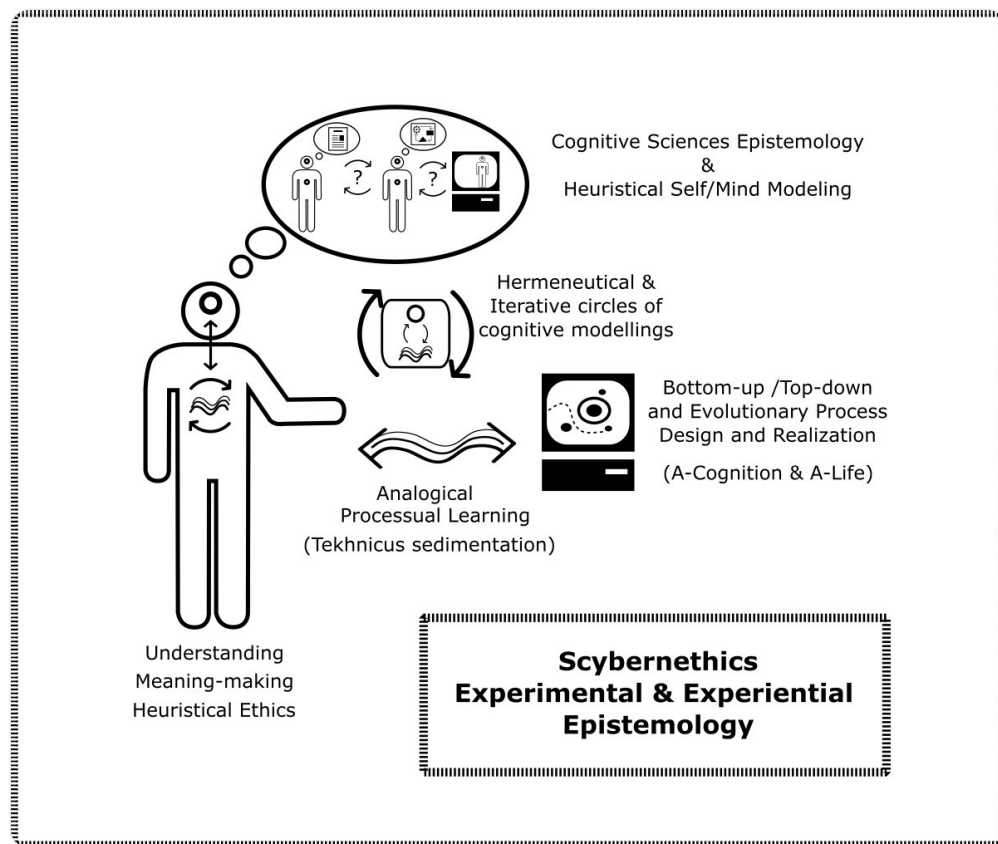 Cognitive Sciences Epistemology
&
Heuristical Self/Mind Modeling
?
?
Hermeneutical &
Iterative circles of
cognitive modellings
Bottom-up /Top-down
and Evolutionary Process
Design and Realization
(A-Cognition & A-Life)
Analogical
Processual Learning
(Tekhnicus sedimentation)
Understanding
Meaning-making
Heuristical Ethics
Scybernethics
Experimental & Experiential
Epistemology